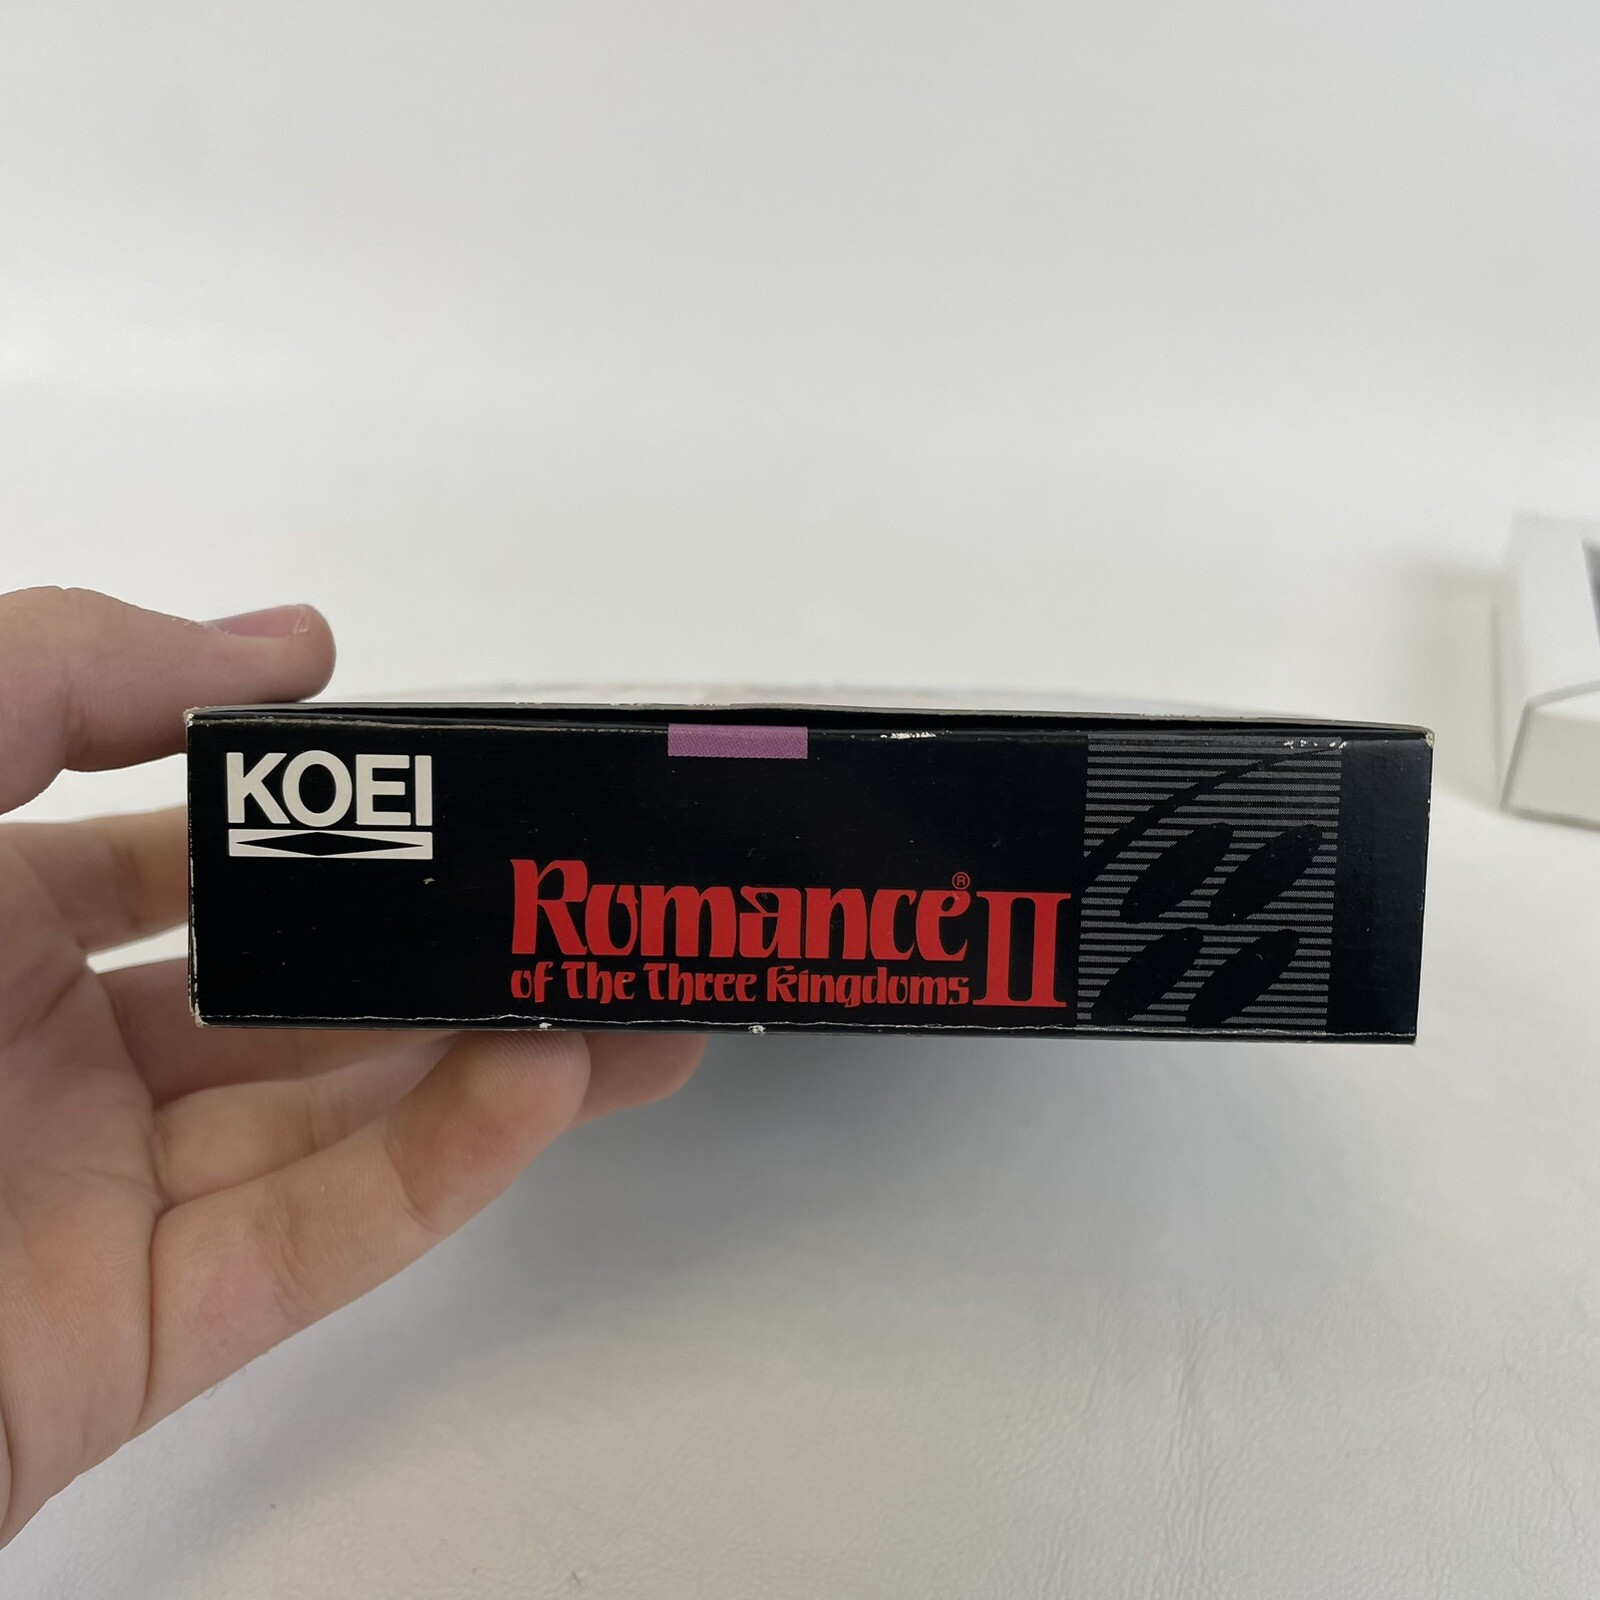 KOEI
Romance® II
of The Three Kingdoms